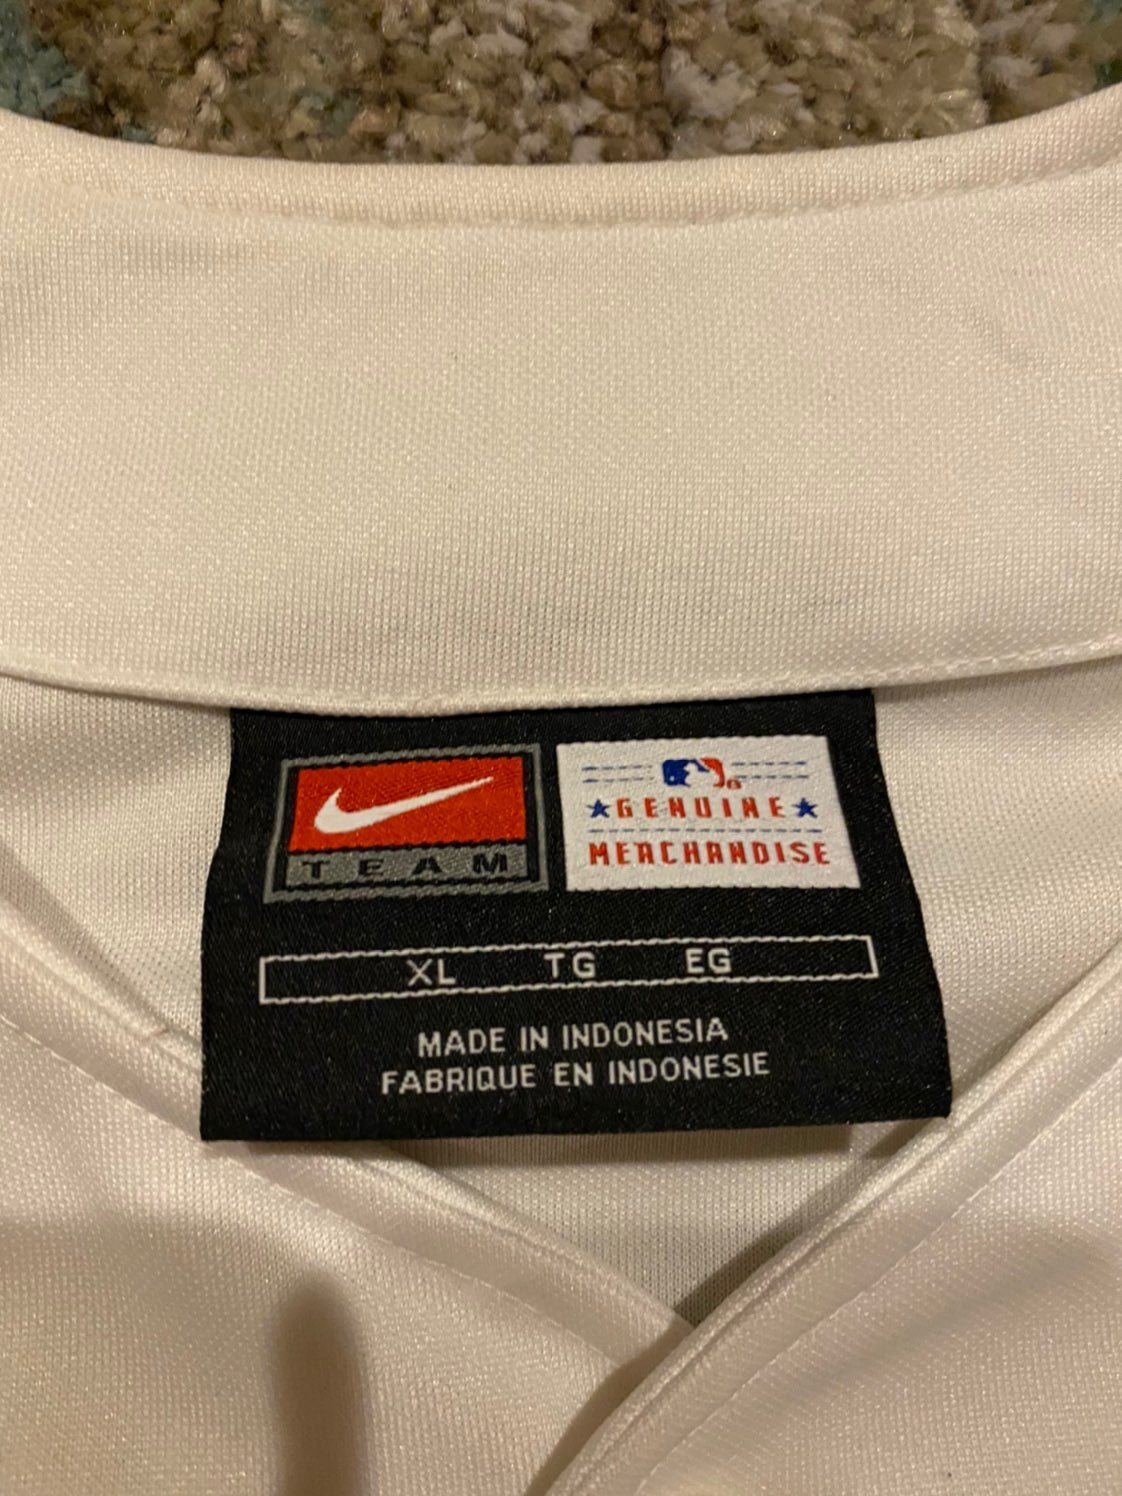 TEAM
GENUINE
MERCHANDISE
XL TG EG
MADE IN INDONESIA
FABRIQUE EN INDONESIE